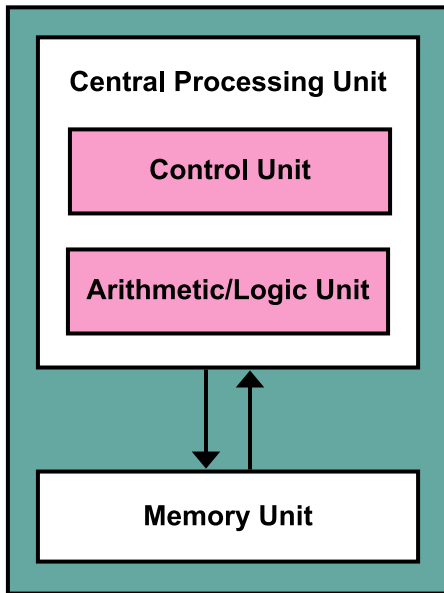 Central Processing Unit
Control Unit
Arithmetic/Logic Unit
Memory Unit